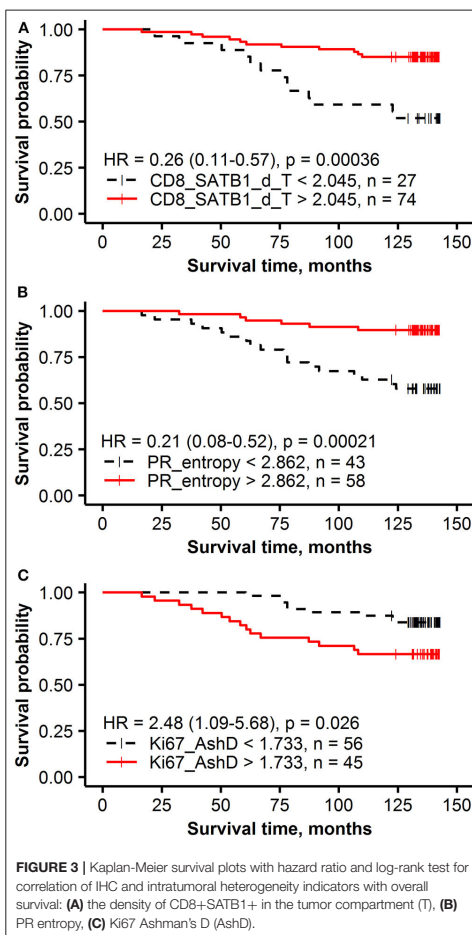 A
Survival probability
1.00
0.75
0.50
0.25
0.00
HR = 0.26 (0.11-0.57), p = 0.00036
CD8_SATB1_d_T < 2.045, n = 27
CD8_SATB1_d_T > 2.045, n = 74
0 25 50 75 100 125 150
Survival time, months
B
Survival probability
1.00
0.75
0.50
0.25
0.00
HR = 0.21 (0.08-0.52), p = 0.00021
PR_entropy < 2.862, n = 43
PR_entropy > 2.862, n = 58
0 25 50 75 100 125 150
Survival time, months
C
Survival probability
1.00
0.75
0.50
0.25
0.00
HR = 2.48 (1.09-5.68), p = 0.026
Ki67_AshD < 1.733, n = 56
Ki67_AshD > 1.733, n = 45
0 25 50 75 100 125 150
Survival time, months
FIGURE 3 | Kaplan-Meier survival plots with hazard ratio and log-rank test for
correlation of IHC and intratumoral heterogeneity indicators with overall
survival: (A) the density of CD8+SATB1+ in the tumor compartment (T), (B)
PR entropy, (C) Ki67 Ashman's D (AshD).